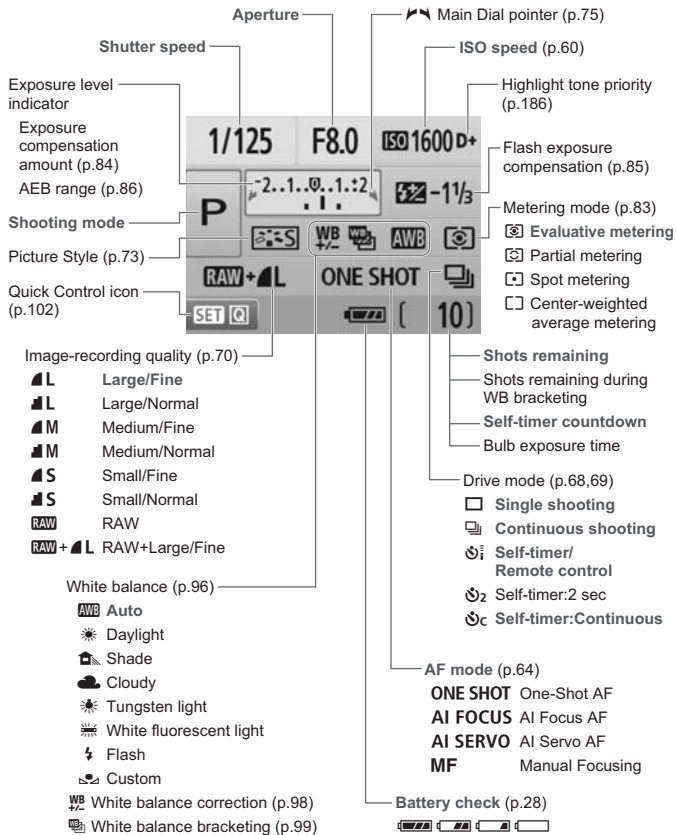 Aperture
Main Dial pointer (p.75)
Shutter speed
ISO speed (p.60)
Exposure level
indicator
Exposure
compensation
amount (p.84)
AEB range (p.86)
Highlight tone priority
(p.186)
1/125 F8.0 ISO 1600 D+
Flash exposure
compensation (p.85)
-2..1..0..1..+2
-1 1/3
P
Shooting mode
Metering mode (p.83)
Evaluative metering
Partial metering
Spot metering
Center-weighted
average metering
S WB +/- WB AWB
Picture Style (p.73)
RAW+L ONE SHOT
Quick Control icon
(p.102)
SET Q [ 10]
Image-recording quality (p.70)
L Large/Fine
L Large/Normal
M Medium/Fine
M Medium/Normal
S Small/Fine
S Small/Normal
RAW RAW
RAW + L RAW+Large/Fine
Shots remaining
Shots remaining during
WB bracketing
Self-timer countdown
Bulb exposure time
Drive mode (p.68,69)
Single shooting
Continuous shooting
Self-timer/
Remote control
2 Self-timer:2 sec
C Self-timer:Continuous
White balance (p.96)
AWB Auto
Daylight
Shade
Cloudy
Tungsten light
White fluorescent light
Flash
Custom
WB +/- White balance correction (p.98)
WB White balance bracketing (p.99)
AF mode (p.64)
ONE SHOT One-Shot AF
AI FOCUS AI Focus AF
AI SERVO AI Servo AF
MF Manual Focusing
Battery check (p.28)